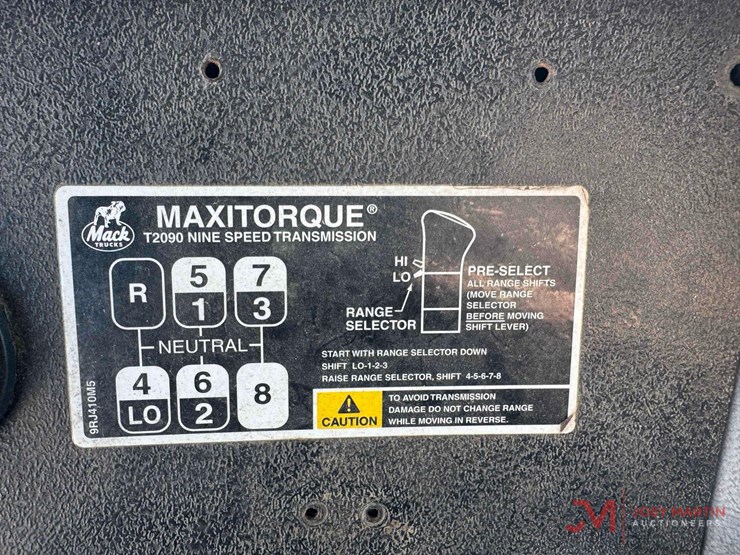 Mack
TRUCKS
MAXITORQUE®
T2090 NINE SPEED TRANSMISSION
R
5
1
7
3
NEUTRAL
4
LO
6
2
8
HI
LO
RANGE
SELECTOR
PRE-SELECT
ALL RANGE SHIFTS
(MOVE RANGE
SELECTOR
BEFORE MOVING
SHIFT LEVER)
START WITH RANGE SELECTOR DOWN
SHIFT LO-1-2-3
RAISE RANGE SELECTOR, SHIFT 4-5-6-7-8
CAUTION
TO AVOID TRANSMISSION
DAMAGE DO NOT CHANGE RANGE
WHILE MOVING IN REVERSE.
9RJ410M5
JM
JOEY MARTIN
AUCTIONEERS